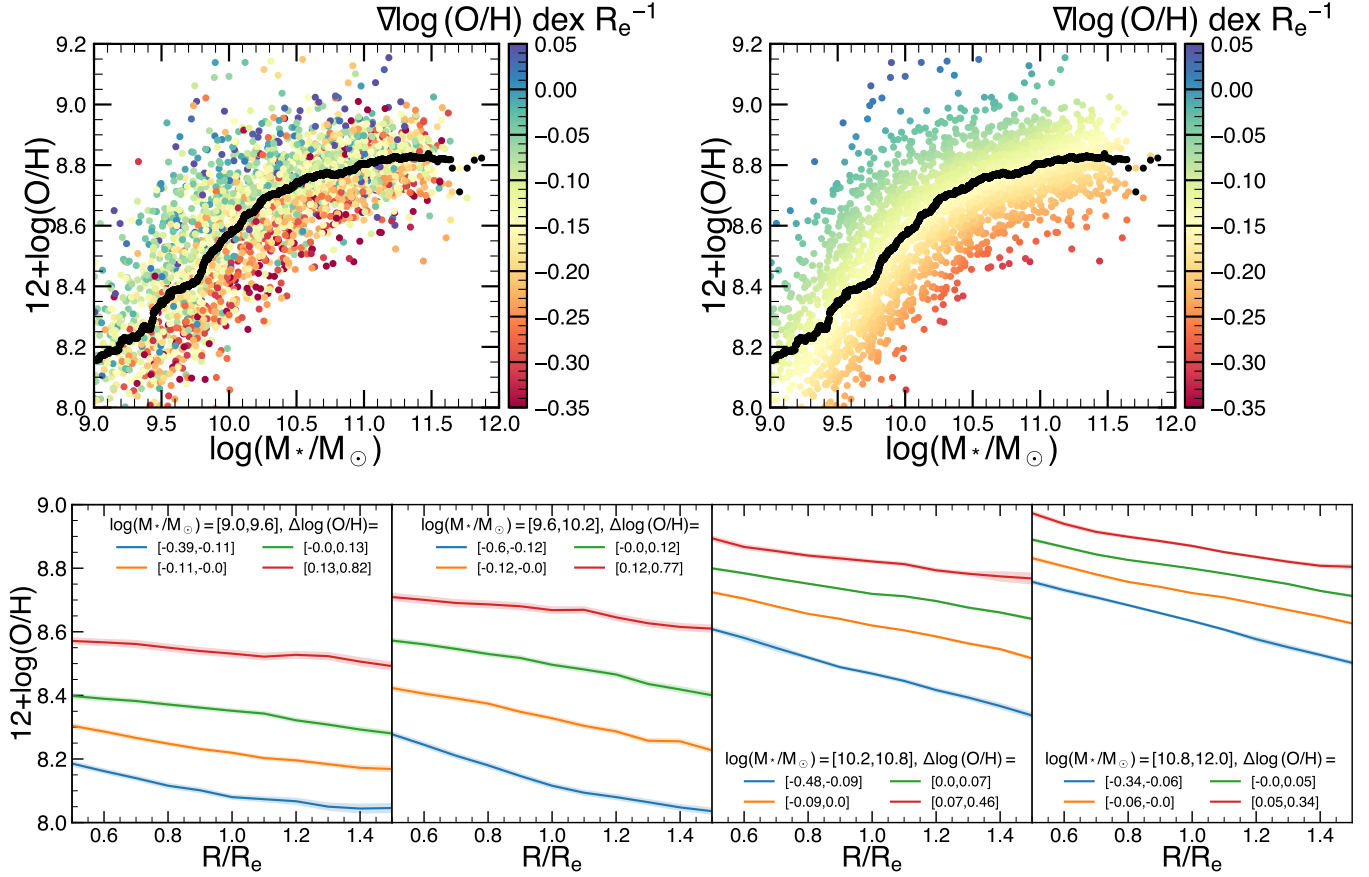 ∇log (O/H) dex R_e^−1
∇log (O/H) dex R_e^−1
9.2
9.0
8.8
8.6
8.4
8.2
8.0
12+log(O/H)
9.0 9.5 10.0 10.5 11.0 11.5 12.0
log(M*/M⊙)
0.05
0.00
−0.05
−0.10
−0.15
−0.20
−0.25
−0.30
−0.35
9.2
9.0
8.8
8.6
8.4
8.2
8.0
12+log(O/H)
9.0 9.5 10.0 10.5 11.0 11.5 12.0
log(M*/M⊙)
0.05
0.00
−0.05
−0.10
−0.15
−0.20
−0.25
−0.30
−0.35
9.0
8.8
8.6
8.4
8.2
8.0
12+log(O/H)
log(M*/M⊙)=[9.0,9.6], Δlog(O/H)=
[-0.39,-0.11] [-0.0,0.13]
[-0.11,-0.0] [0.13,0.82]
0.6 0.8 1.0 1.2 1.4
R/R_e
log(M*/M⊙)=[9.6,10.2], Δlog(O/H)=
[-0.6,-0.12] [-0.0,0.12]
[-0.12,-0.0] [0.12,0.77]
0.6 0.8 1.0 1.2 1.4
R/R_e
log(M*/M⊙)=[10.2,10.8], Δlog(O/H)=
[-0.48,-0.09] [0.0,0.07]
[-0.09,0.0] [0.07,0.46]
0.6 0.8 1.0 1.2 1.4
R/R_e
log(M*/M⊙)=[10.8,12.0], Δlog(O/H)=
[-0.34,-0.06] [-0.0,0.05]
[-0.06,-0.0] [0.05,0.34]
0.6 0.8 1.0 1.2 1.4
R/R_e